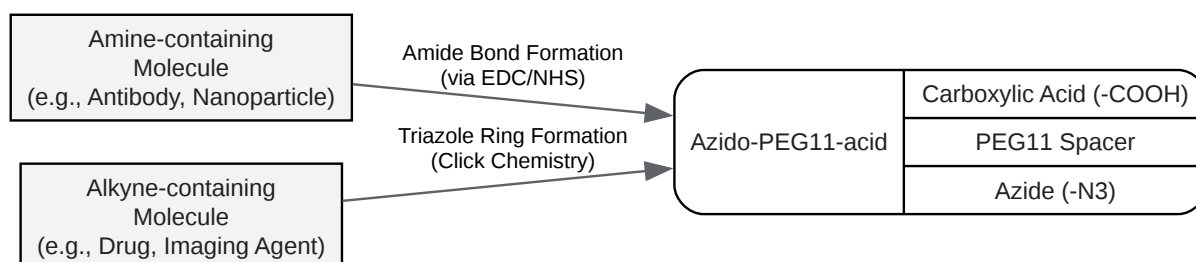 Amine-containing
Molecule
(e.g., Antibody, Nanoparticle)
Amide Bond Formation
(via EDC/NHS)
Triazole Ring Formation
(Click Chemistry)
Alkyne-containing
Molecule
(e.g., Drug, Imaging Agent)
Azido-PEG11-acid
Carboxylic Acid (-COOH)
PEG11 Spacer
Azide (-N3)